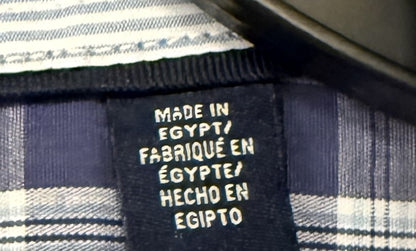 MADE IN
EGYPT/
FABRIQUÉ EN
ÉGYPTE/
HECHO EN
EGIPTO